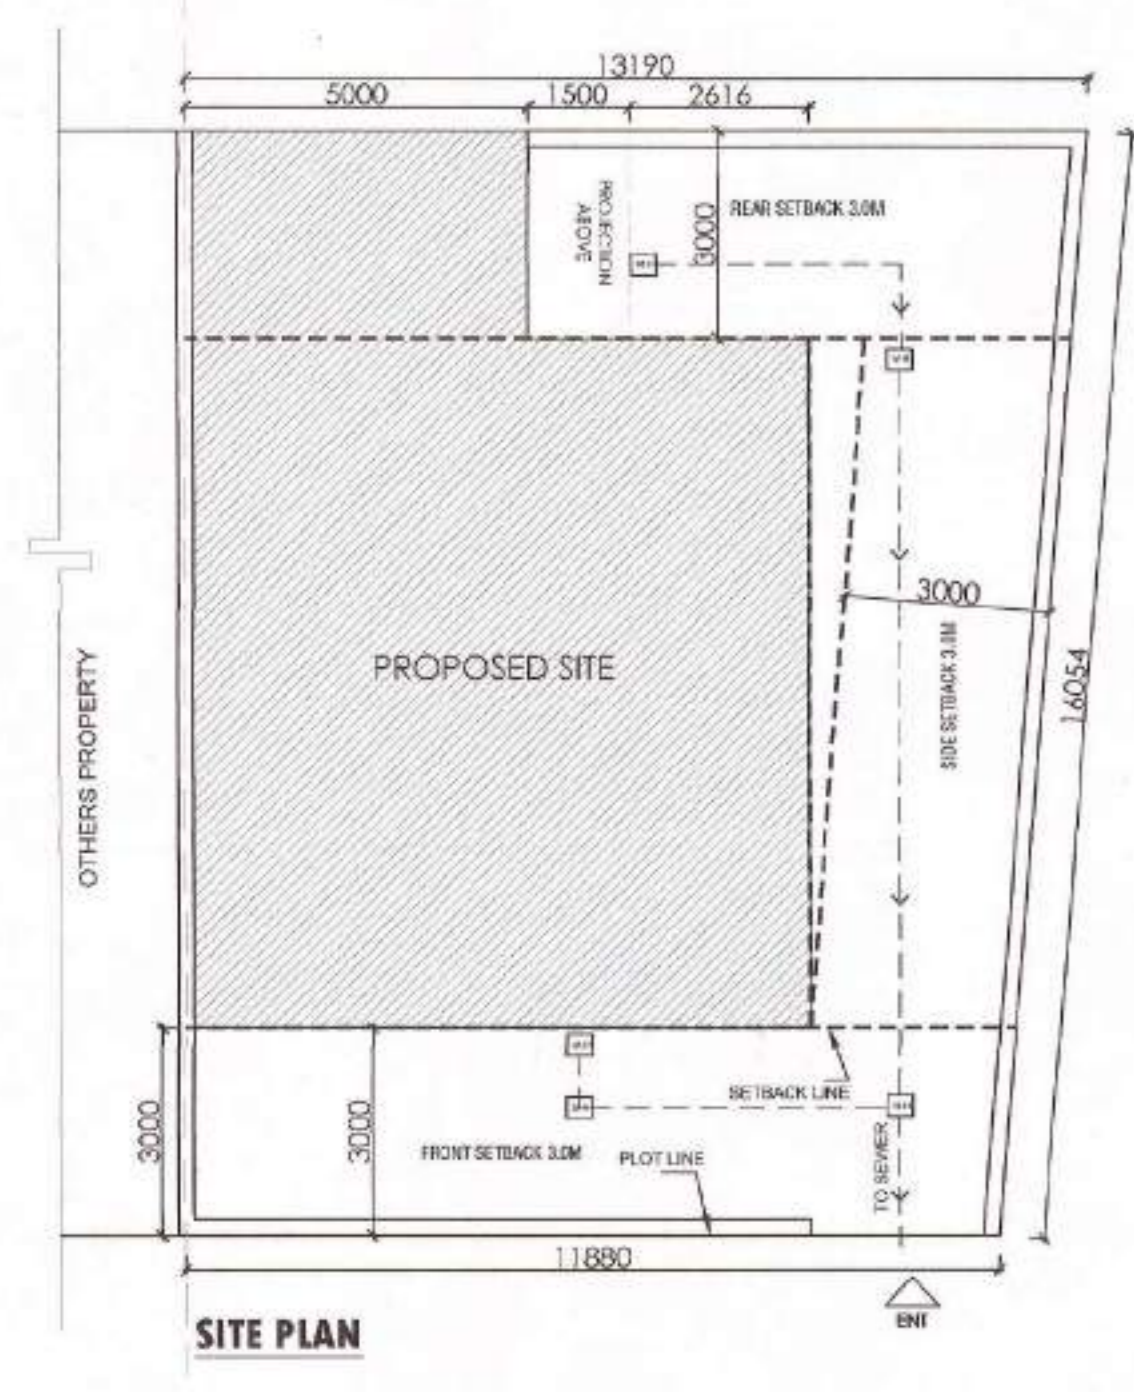 13190
5000
1500
2616
PROJECTION
ABOVE
3000
REAR SETBACK 3.0M
3000
SIDE SETBACK 3.0M
16054
PROPOSED SITE
OTHERS PROPERTY
SETBACK LINE
3000
3000
FRONT SETBACK 3.0M
PLOT LINE
TO SEWER
11880
ENT
SITE PLAN